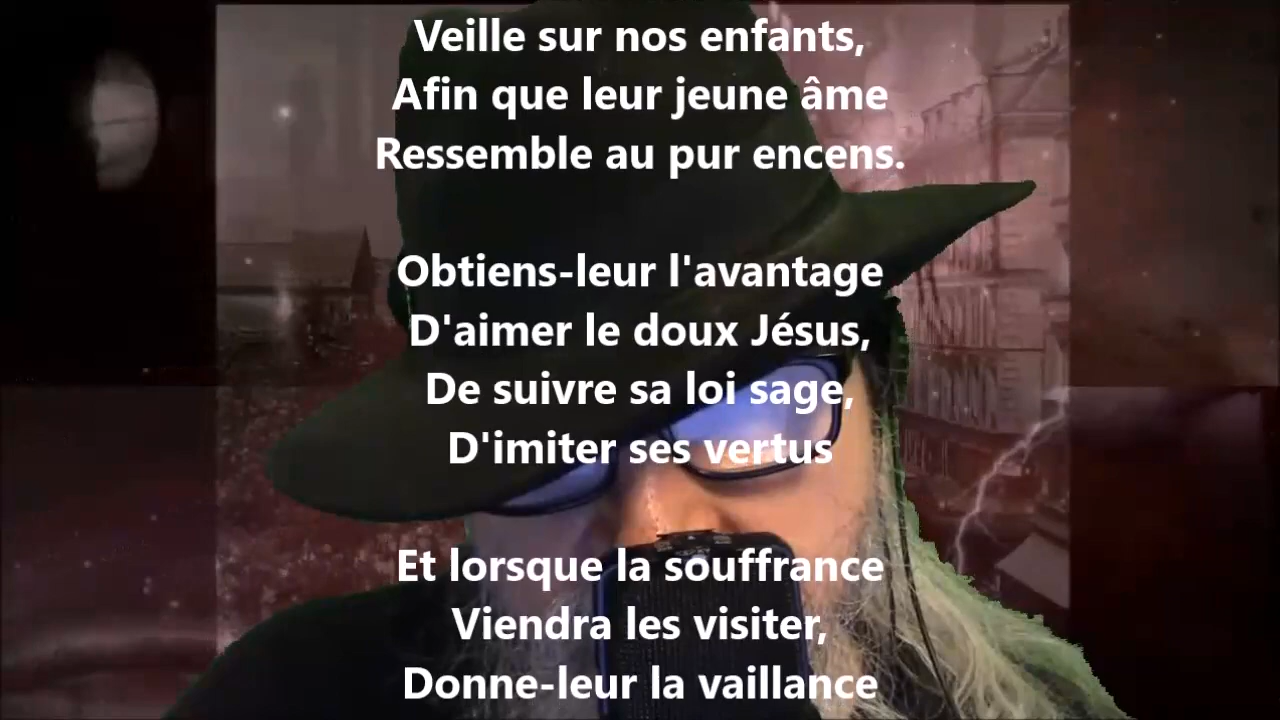 Veille sur nos enfants,
Afin que leur jeune âme
Ressemble au pur encens.
Obtiens-leur l'avantage
D'aimer le doux Jésus,
De suivre sa loi sage,
D'imiter ses vertus
Et lorsque la souffrance
Viendra les visiter,
Donne-leur la vaillance